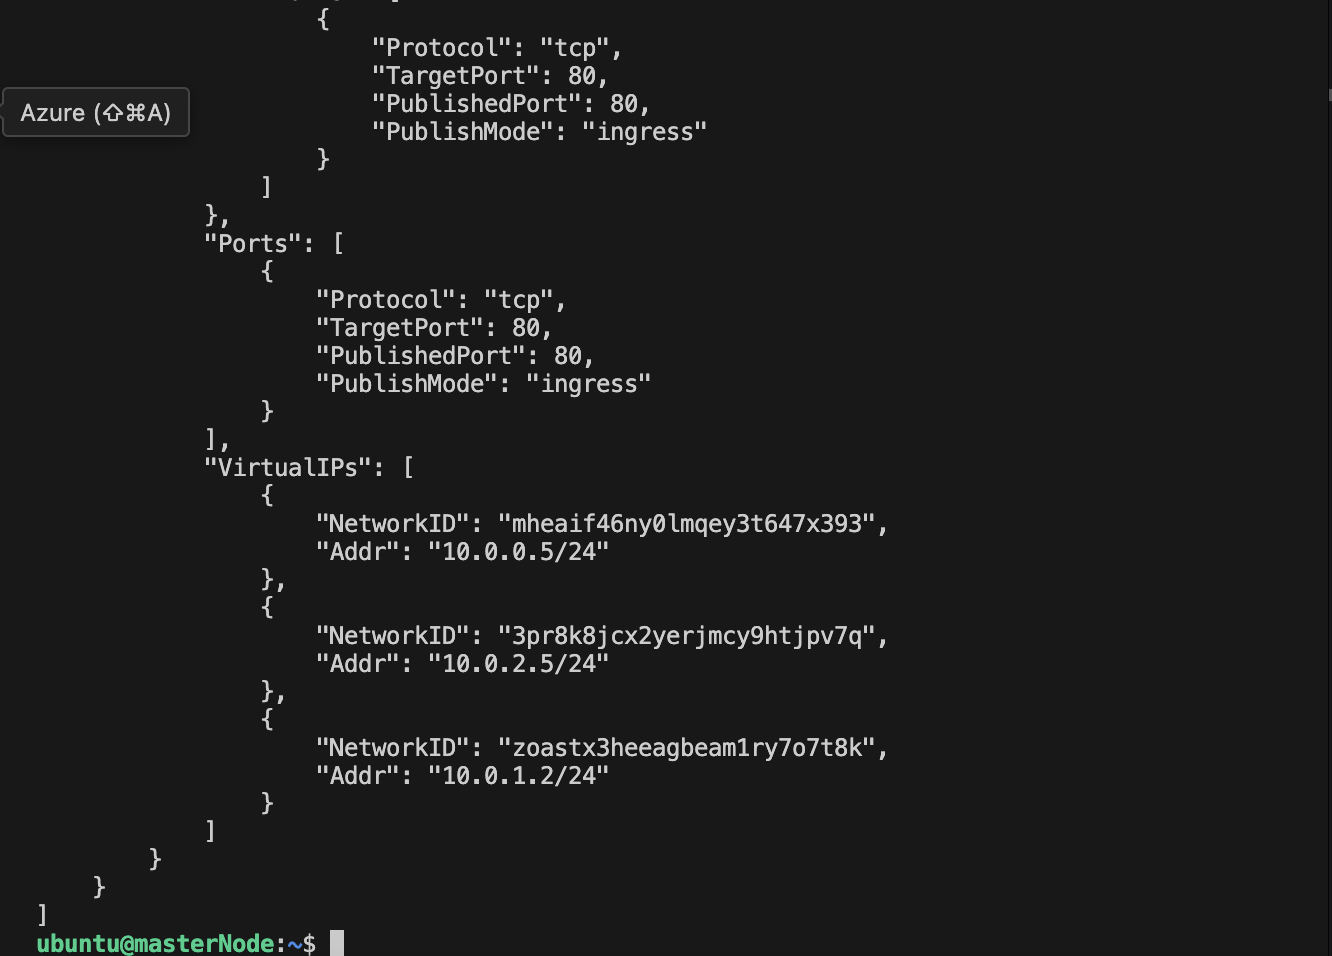 {
"Protocol": "tcp",
"TargetPort": 80,
"PublishedPort": 80,
Azure (⇧⌘A)
"PublishMode": "ingress"
}
]
},
"Ports": [
{
"Protocol": "tcp",
"TargetPort": 80,
"PublishedPort": 80,
"PublishMode": "ingress"
}
],
"VirtualIPs": [
{
"NetworkID": "mheaif46ny0lmqey3t647x393",
"Addr": "10.0.0.5/24"
},
{
"NetworkID": "3pr8k8jcx2yerjmcy9htjpv7q",
"Addr": "10.0.2.5/24"
},
{
"NetworkID": "zoastx3heeagbeam1ry7o7t8k",
"Addr": "10.0.1.2/24"
}
]
}
}
]
ubuntu@masterNode:~$